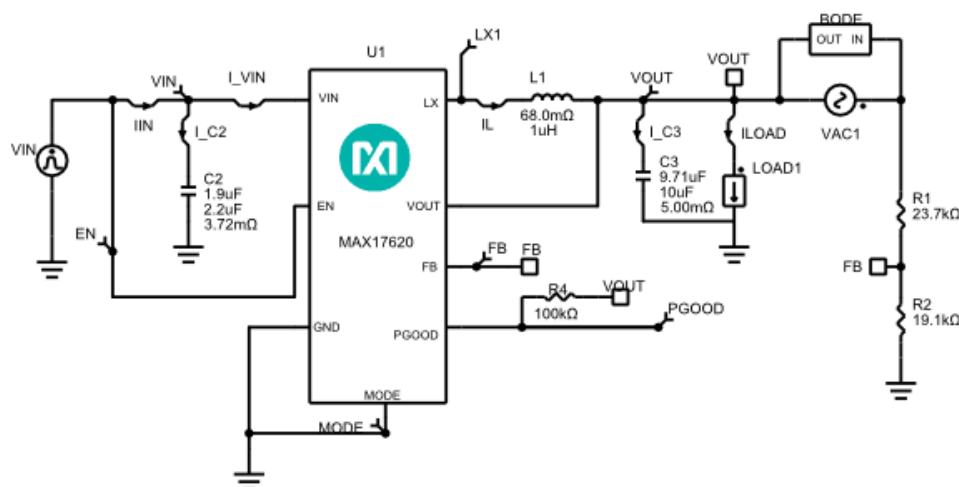 BODE
OUT IN
LX1
U1
VOUT
I_VIN
VIN
L1
VOUT
VIN
LX
IIN
IL
68.0mΩ
1uH
I_C2
I_C3
ILOAD
VAC1
VIN
C2
1.9uF
2.2uF
3.72mΩ
C3
9.71uF
10uF
5.00mΩ
LOAD1
EN
VOUT
R1
23.7kΩ
EN
MAX17620
FB
FB
FB
FB
R4
100kΩ
VOUT
R2
19.1kΩ
GND
PGOOD
PGOOD
MODE
MODE